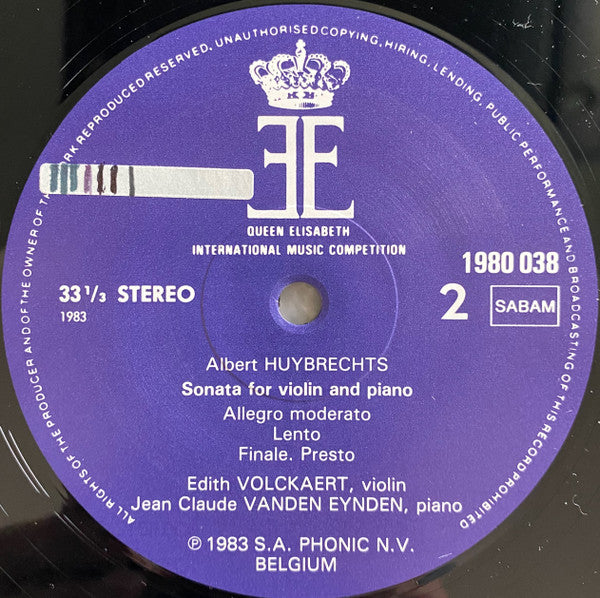 ALL RIGHTS OF THE PRODUCER AND OF THE OWNER OF RK REPRODUCED RESERVED. UNAUTHORISED COPYING, HIRING, LENDING, PUBLIC PERFORMANCE AND BROADCASTING OF THIS RECORD PROHIBITED
EE
QUEEN ELISABETH
INTERNATIONAL MUSIC COMPETITION
1980 038
33 1/3 STEREO
2
SABAM
1983
Albert HUYBRECHTS
Sonata for violin and piano
Allegro moderato
Lento
Finale. Presto
Edith VOLCKAERT, violin
Jean Claude VANDEN EYNDEN, piano
℗ 1983 S.A. PHONIC N.V.
BELGIUM